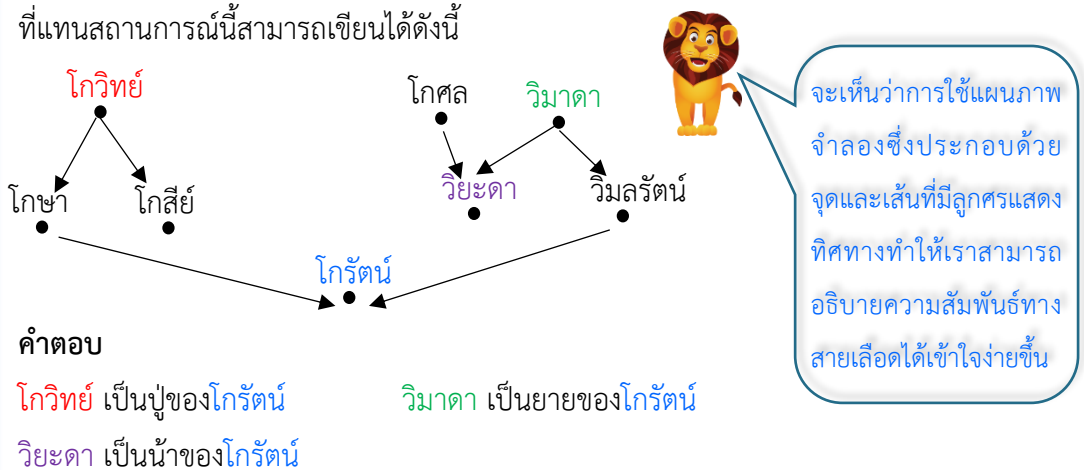 ที่แทนสถานการณ์นี้สามารถเขียนได้ดังนี้
โกวิทย์
โกศล
วิมาดา
โกษา
โกสีย์
วิยะดา
วิมลรัตน์
โกรัตน์
จะเห็นว่าการใช้แผนภาพ
จำลองซึ่งประกอบด้วย
จุดและเส้นที่มีลูกศรแสดง
ทิศทางทำให้เราสามารถ
อธิบายความสัมพันธ์ทาง
สายเลือดได้เข้าใจง่ายขึ้น
คำตอบ
โกวิทย์ เป็นปู่ของโกรัตน์ วิมาดา เป็นยายของโกรัตน์
วิยะดา เป็นน้าของโกรัตน์